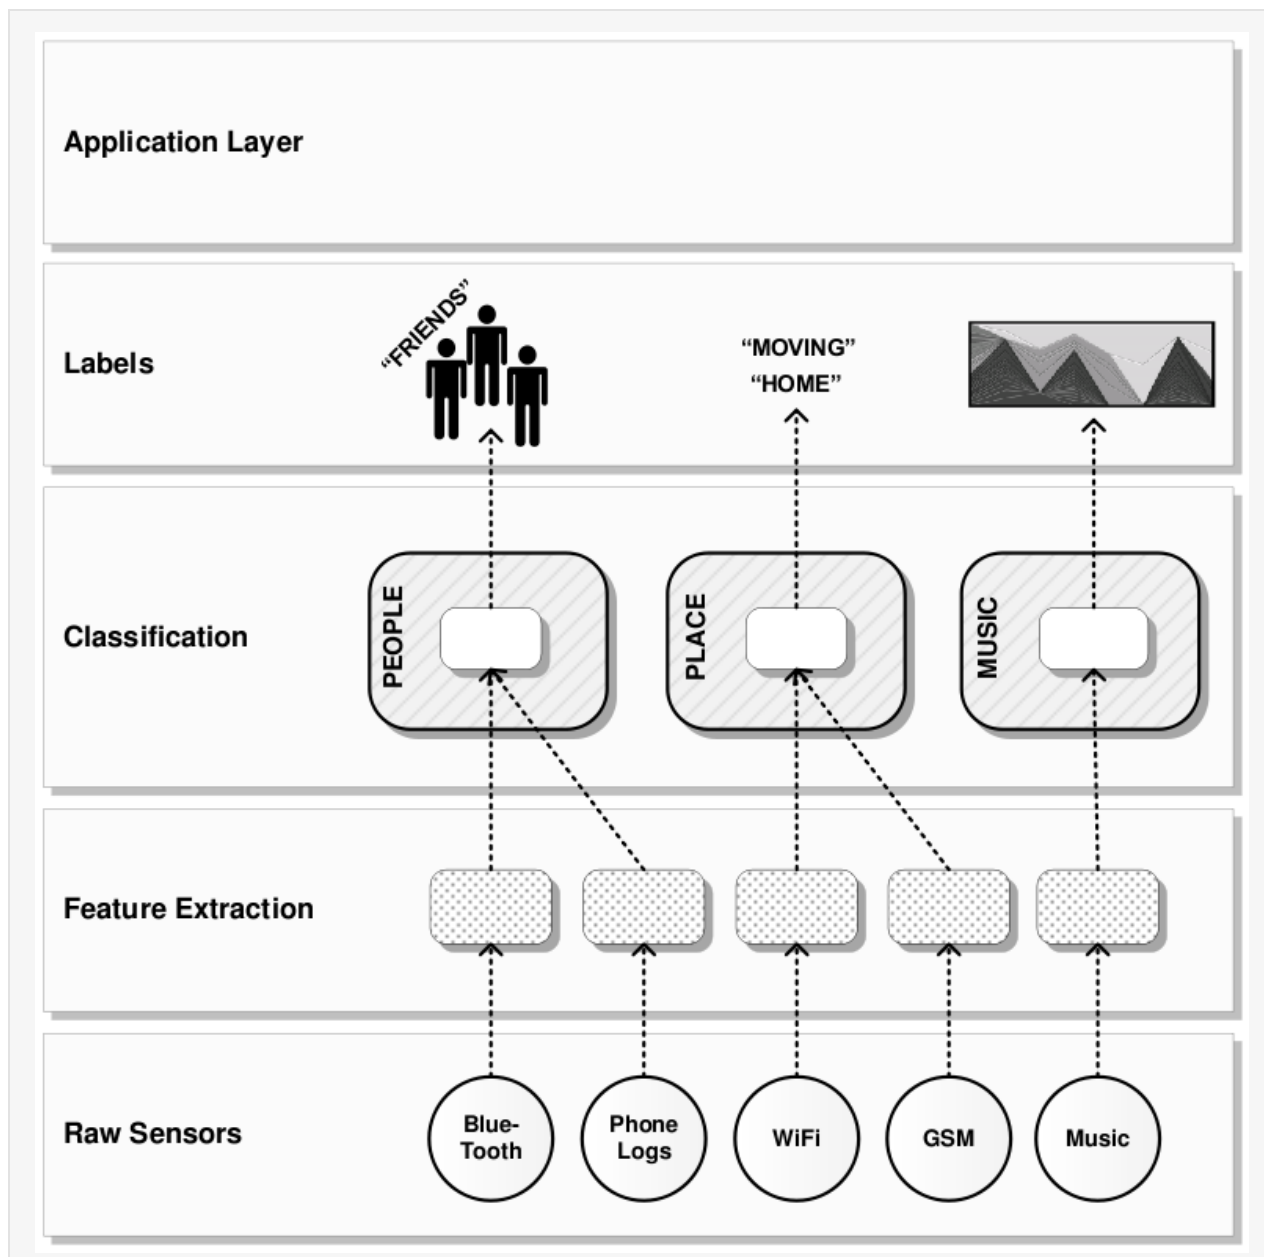 Application Layer
Labels
“FRIENDS”
“MOVING”
“HOME”
Classification
PEOPLE
PLACE
MUSIC
Feature Extraction
Raw Sensors
Blue-
Tooth
Phone
Logs
WiFi
GSM
Music